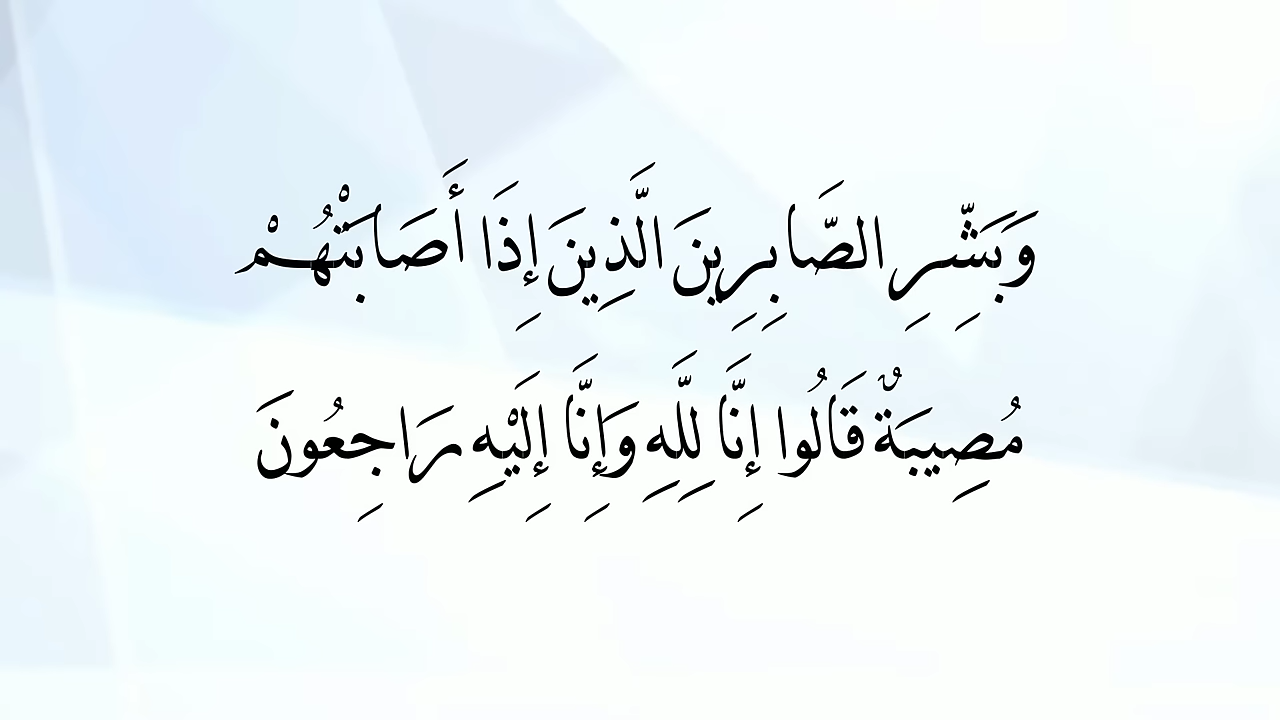 وَبَشِّرِ الصَّابِرِينَ الَّذِينَ إِذَا أَصَابَتْهُمْ
مُصِيبَةٌ قَالُوا إِنَّا لِلَّهِ وَإِنَّا إِلَيْهِ رَاجِعُونَ